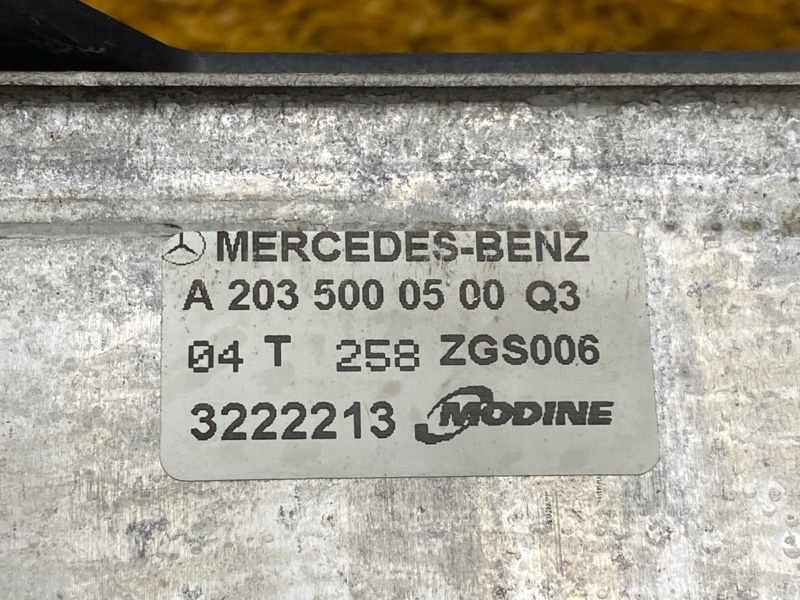 MERCEDES-BENZ
A 203 500 05 00 Q3
04 T 258 ZGS006
3222213 MODINE